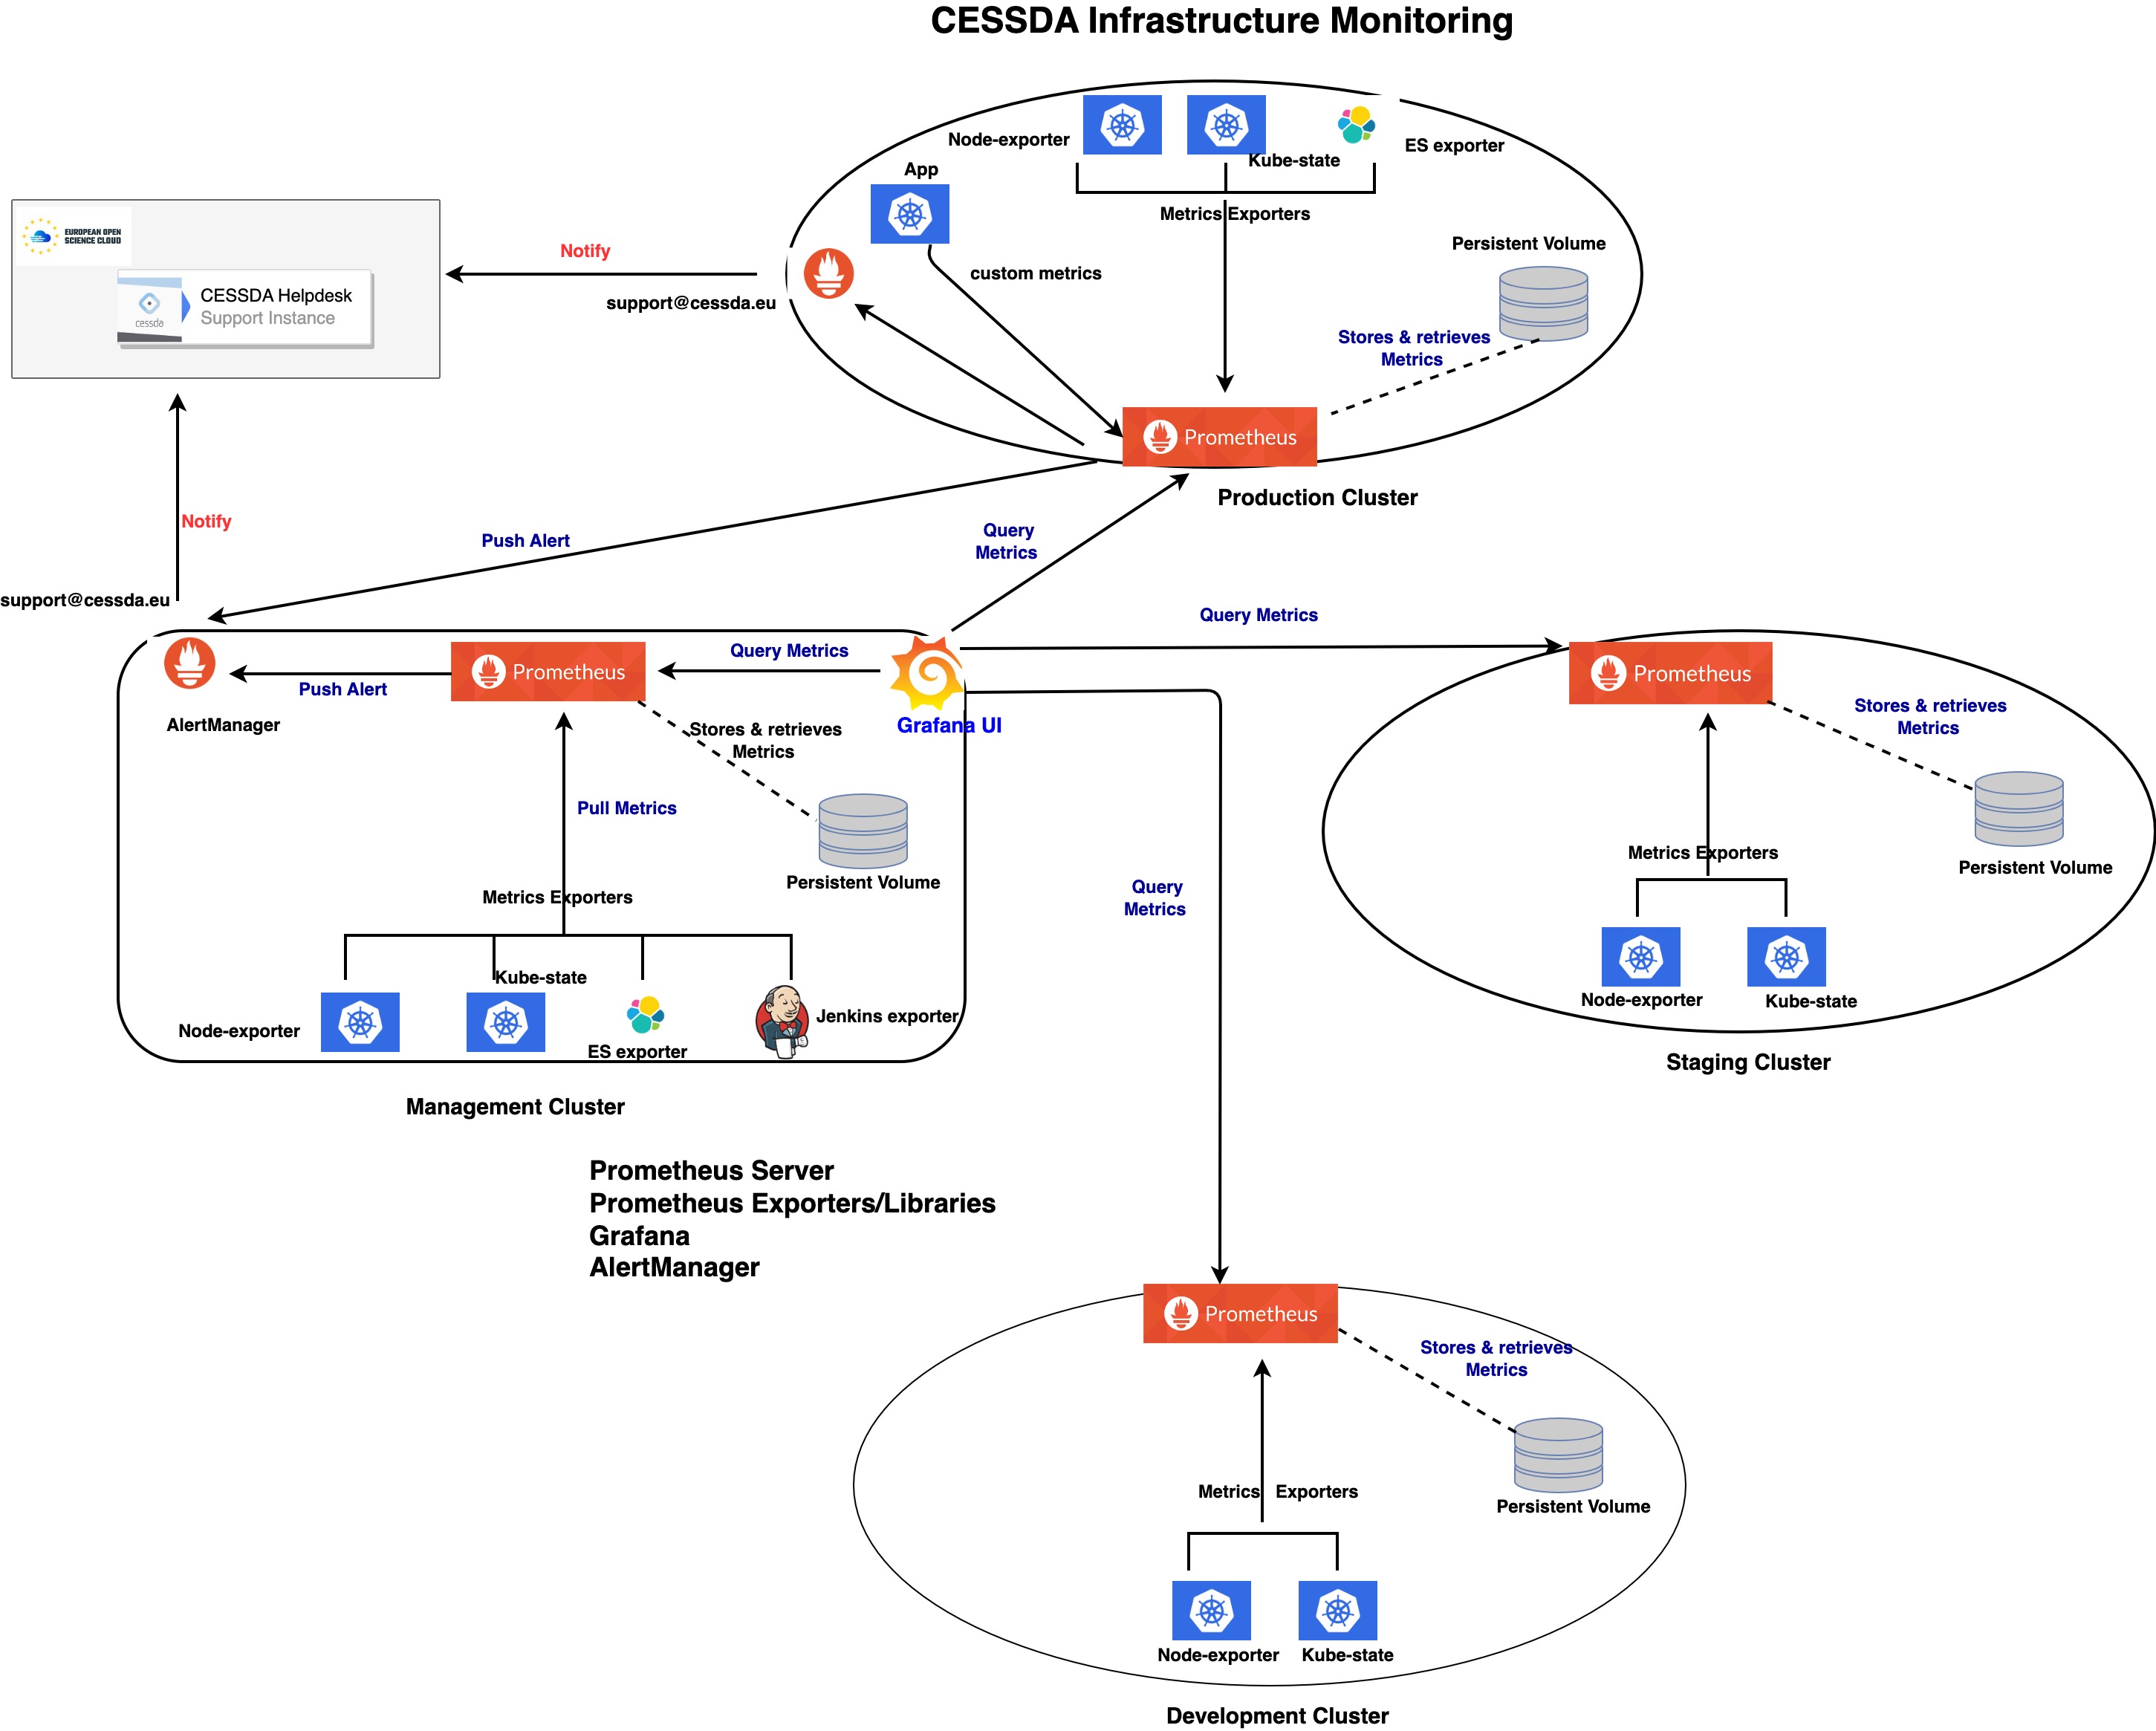 CESSDA Infrastructure Monitoring
Node-exporter
Kube-state
ES exporter
App
Metrics Exporters
custom metrics
Persistent Volume
Stores & retrieves
Metrics
Prometheus
Production Cluster
EUROPEAN OPEN
SCIENCE CLOUD
cessda
CESSDA Helpdesk
Support Instance
Notify
support@cessda.eu
Notify
support@cessda.eu
Push Alert
Query
Metrics
Query Metrics
AlertManager
Push Alert
Prometheus
Query Metrics
Grafana UI
Stores & retrieves
Metrics
Pull Metrics
Persistent Volume
Metrics Exporters
Node-exporter
Kube-state
ES exporter
Jenkins exporter
Management Cluster
Prometheus
Stores & retrieves
Metrics
Persistent Volume
Metrics Exporters
Node-exporter
Kube-state
Staging Cluster
Query
Metrics
Prometheus Server
Prometheus Exporters/Libraries
Grafana
AlertManager
Prometheus
Stores & retrieves
Metrics
Persistent Volume
Metrics Exporters
Node-exporter
Kube-state
Development Cluster